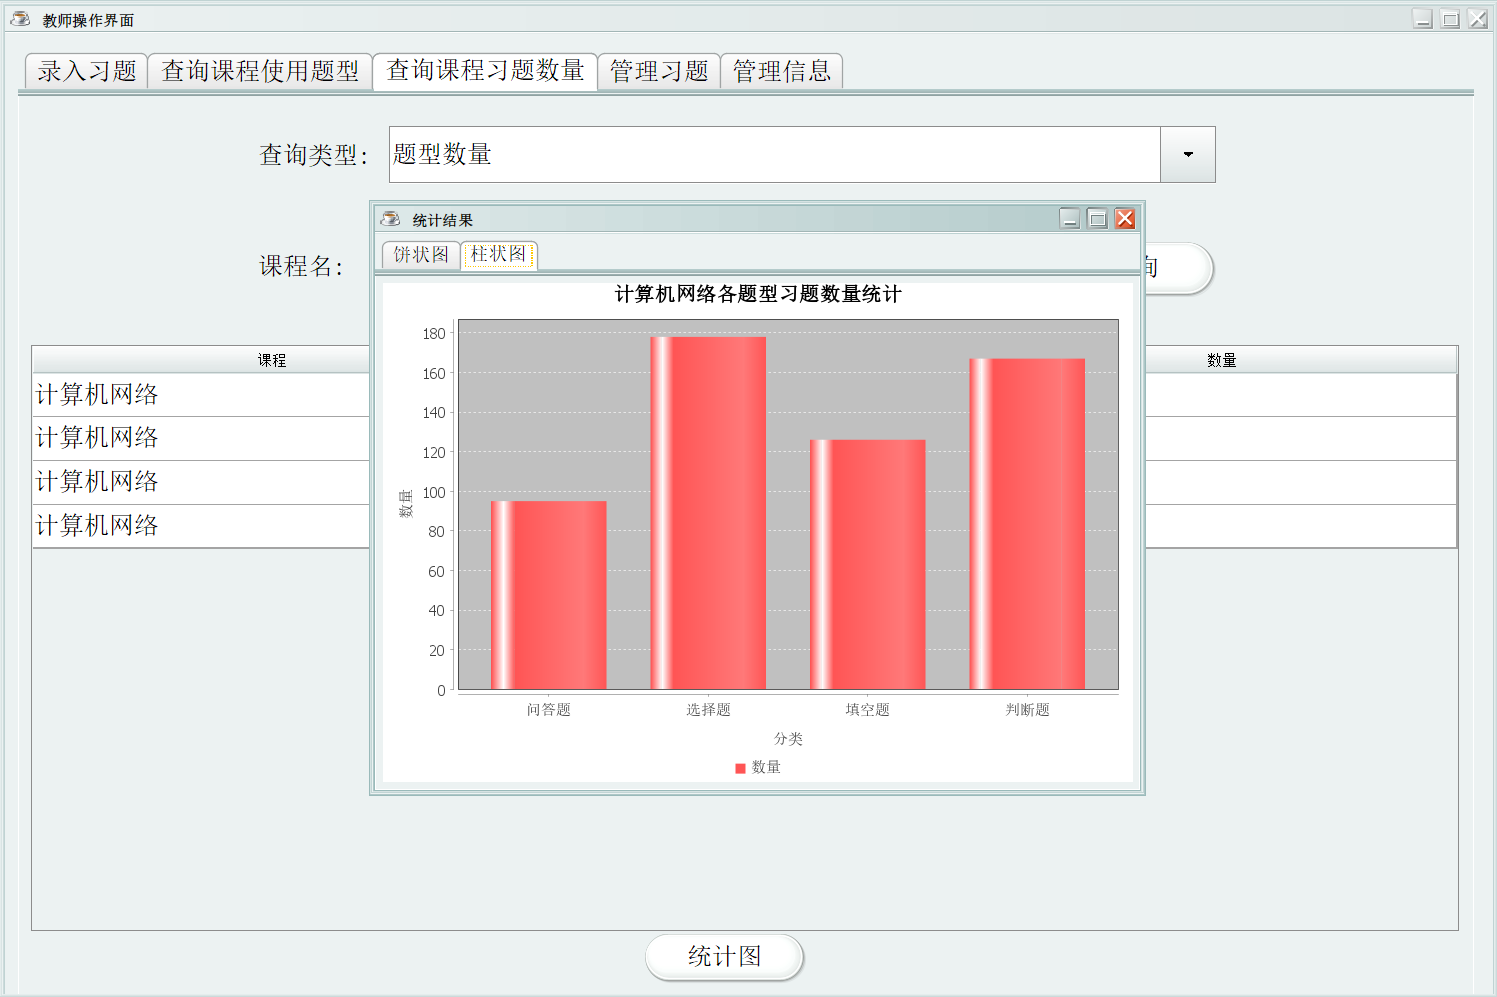 教师操作界面
录入习题 查询课程使用题型 查询课程习题数量 管理习题 管理信息
查询类型: 题型数量
统计结果
饼状图 柱状图
课程名: 询
计算机网络各题型习题数量统计
180
课程 数量
160
计算机网络
140
计算机网络
120
计算机网络
100
数量
计算机网络
80
60
40
20
0
问答题 选择题 填空题 判断题
分类
数量
统计图